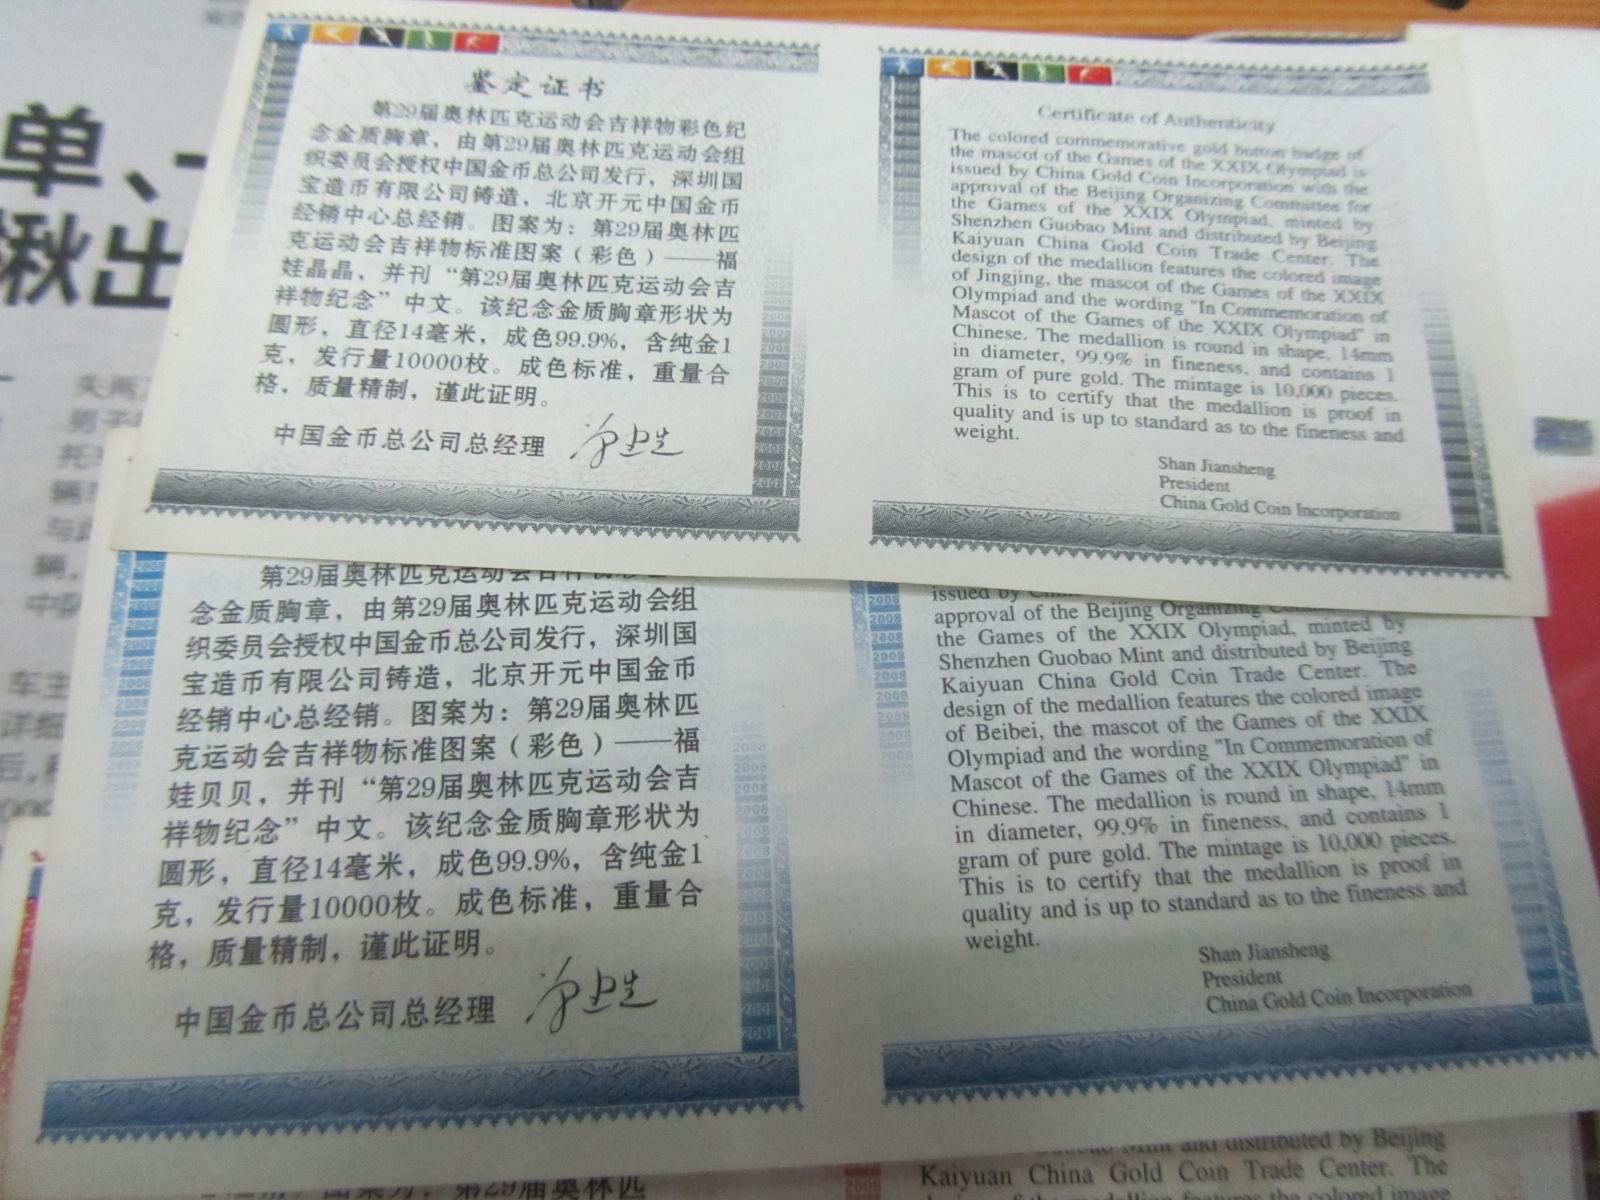 单、
揪出
鉴定证书
第29届奥林匹克运动会吉祥物彩色纪
念金质胸章，由第29届奥林匹克运动会组
织委员会授权中国金币总公司发行，深圳国
宝造币有限公司铸造，北京开元中国金币
经销中心总经销。图案为：第29届奥林匹
克运动会吉祥物标准图案（彩色）——福
娃晶晶，并刊“第29届奥林匹克运动会吉
祥物纪念”中文。该纪念金质胸章形状为
圆形，直径14毫米，成色99.9%，含纯金1
克，发行量10000枚。成色标准，重量合
格，质量精制，谨此证明。
中国金币总公司总经理
Certificate of Authenticity
The colored commemorative gold button badge of
the mascot of the Games of the XXIX Olympiad is
issued by China Gold Coin Incorporation with the
approval of the Beijing Organizing Committee for
the Games of the XXIX Olympiad, minted by
Shenzhen Guobao Mint and distributed by Beijing
Kaiyuan China Gold Coin Trade Center. The
design of the medallion features the colored image
of Jingjing, the mascot of the Games of the XXIX
Olympiad and the wording "In Commemoration of
Mascot of the Games of the XXIX Olympiad" in
Chinese. The medallion is round in shape, 14mm
in diameter, 99.9% in fineness, and contains 1
gram of pure gold. The mintage is 10,000 pieces.
This is to certify that the medallion is proof in
quality and is up to standard as to the fineness and
weight.
Shan Jiansheng
President
China Gold Coin Incorporation
第29届奥林匹克运动会吉祥物彩
念金质胸章，由第29届奥林匹克运动会组
织委员会授权中国金币总公司发行，深圳国
宝造币有限公司铸造，北京开元中国金币
经销中心总经销。图案为：第29届奥林匹
克运动会吉祥物标准图案（彩色）——福
娃贝贝，并刊“第29届奥林匹克运动会吉
祥物纪念”中文。该纪念金质胸章形状为
圆形，直径14毫米，成色99.9%，含纯金1
克，发行量10000枚。成色标准，重量合
格，质量精制，谨此证明。
中国金币总公司总经理
issued by
approval of the Beijing Organizing
the Games of the XXIX Olympiad, minted by
Shenzhen Guobao Mint and distributed by Beijing
Kaiyuan China Gold Coin Trade Center. The
design of the medallion features the colored image
of Beibei, the mascot of the Games of the XXIX
Olympiad and the wording "In Commemoration of
Mascot of the Games of the XXIX Olympiad" in
Chinese. The medallion is round in shape, 14mm
in diameter, 99.9% in fineness, and contains 1
gram of pure gold. The mintage is 10,000 pieces.
This is to certify that the medallion is proof in
quality and is up to standard as to the fineness and
weight.
Shan Jiansheng
President
China Gold Coin Incorporation
Mint and distributed by Beijing
Kaiyuan China Gold Coin Trade Center. The